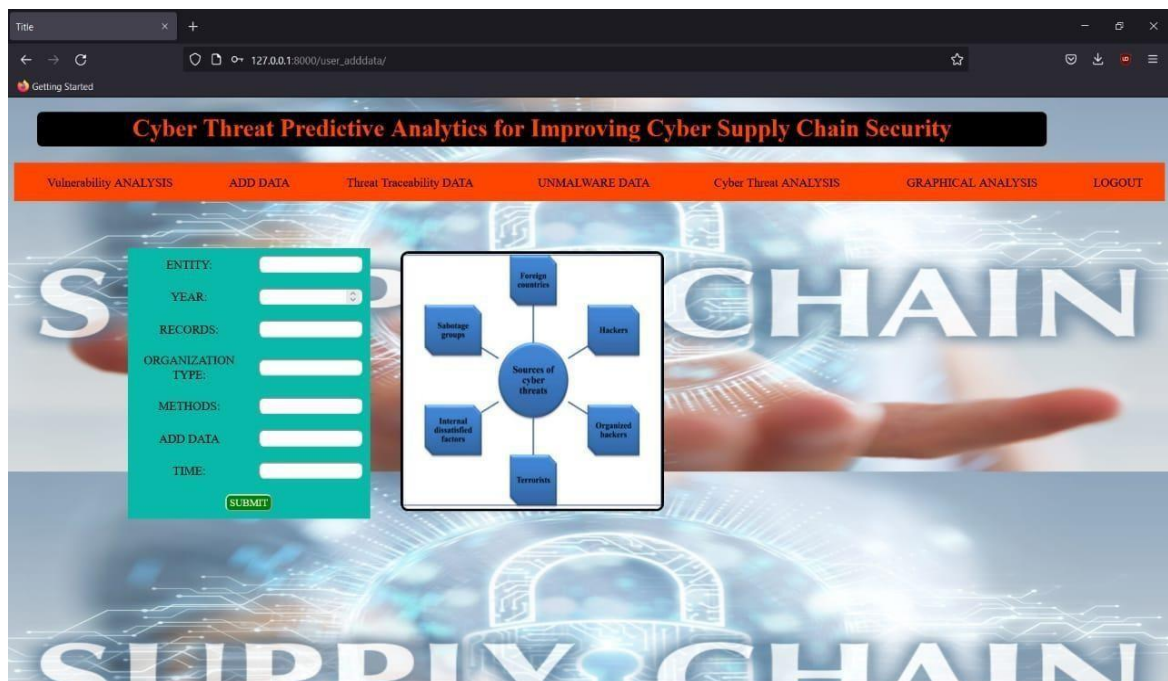 Title
127.0.0.1:8000/user_adddata/
Getting Started
Cyber Threat Predictive Analytics for Improving Cyber Supply Chain Security
Vulnerability ANALYSIS ADD DATA Threat Traceability DATA UNMALWARE DATA Cyber Threat ANALYSIS GRAPHICAL ANALYSIS LOGOUT
ENTITY:
YEAR:
RECORDS:
ORGANIZATION
TYPE:
METHODS:
ADD DATA
TIME:
SUBMIT
Foreign
countries
Sabotage
groups
Hackers
Sources of
cyber
threats
Internal
dissatisfied
factors
Organized
hackers
Terrorists
S CHAIN
SUPPLY CHAIN